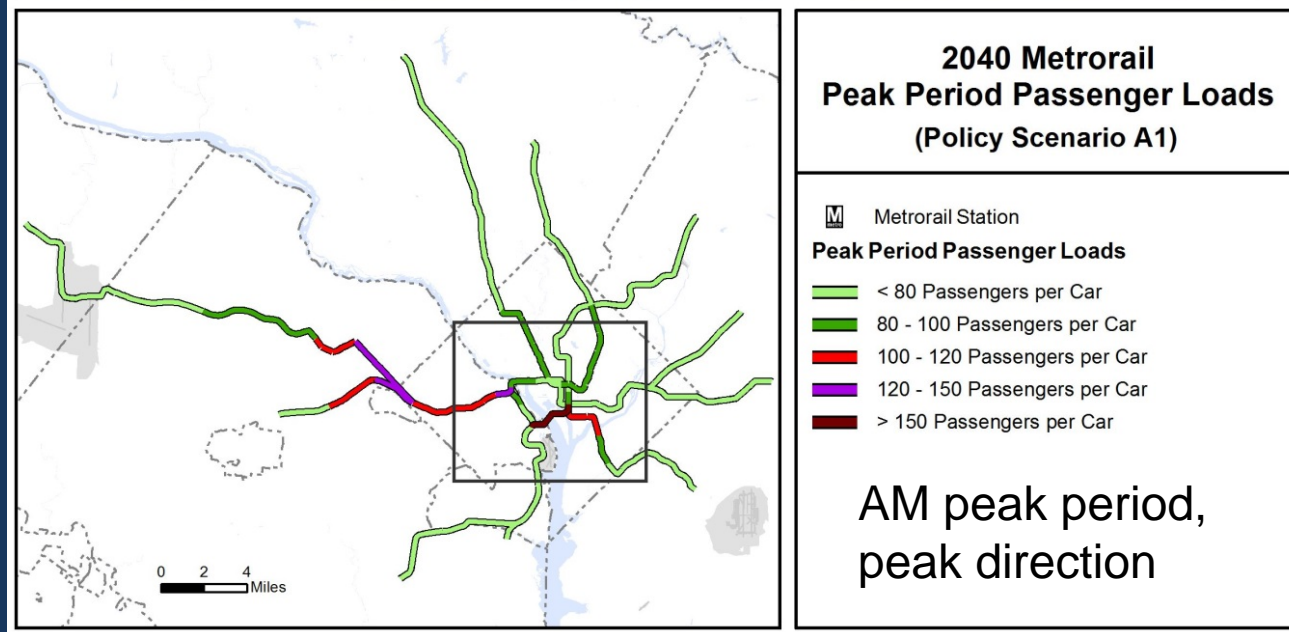 0 2 4
Miles
2040 Metrorail
Peak Period Passenger Loads
(Policy Scenario A1)
M Metrorail Station
Peak Period Passenger Loads
< 80 Passengers per Car
80 - 100 Passengers per Car
100 - 120 Passengers per Car
120 - 150 Passengers per Car
> 150 Passengers per Car
AM peak period,
peak direction